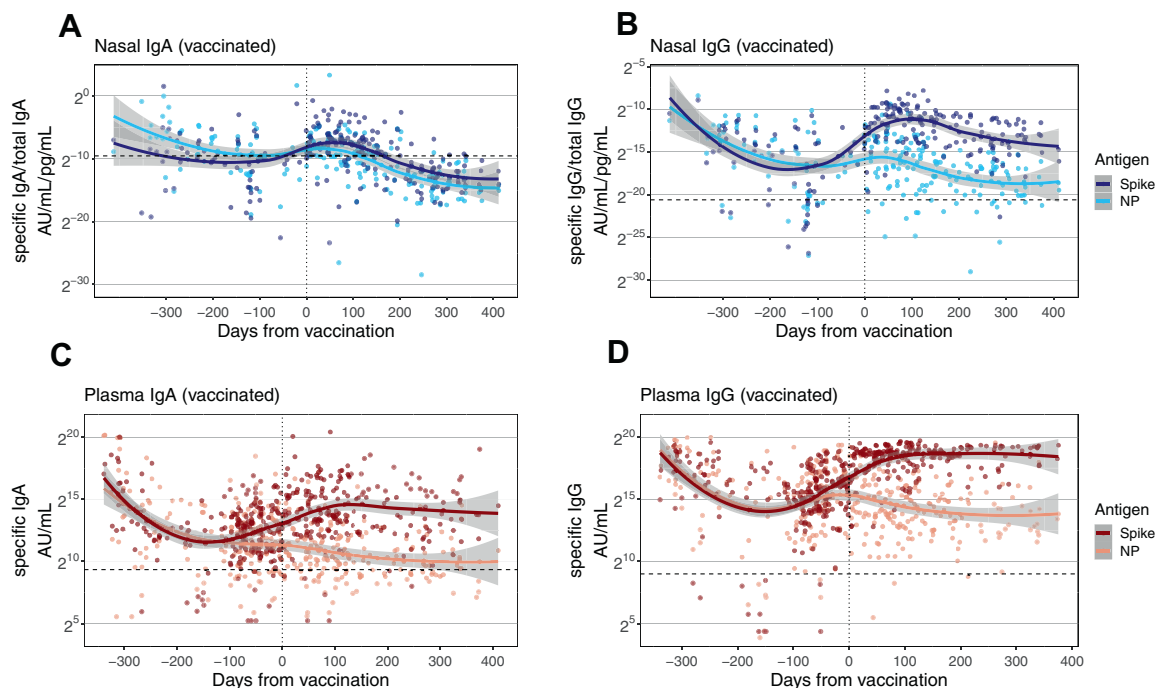 A
Nasal IgA (vaccinated)
specific IgA/total IgA
AU/mL/pg/mL
2^0
2^−10
2^−20
2^−30
−300 −200 −100 0 100 200 300 400
Days from vaccination
B
Nasal IgG (vaccinated)
specific IgG/total IgG
AU/mL/pg/mL
2^−5
2^−10
2^−15
2^−20
2^−25
2^−30
−300 −200 −100 0 100 200 300 400
Days from vaccination
Antigen
Spike
NP
C
Plasma IgA (vaccinated)
specific IgA
AU/mL
2^20
2^15
2^10
2^5
−300 −200 −100 0 100 200 300 400
Days from vaccination
D
Plasma IgG (vaccinated)
specific IgG
AU/mL
2^20
2^15
2^10
2^5
−300 −200 −100 0 100 200 300 400
Days from vaccination
Antigen
Spike
NP